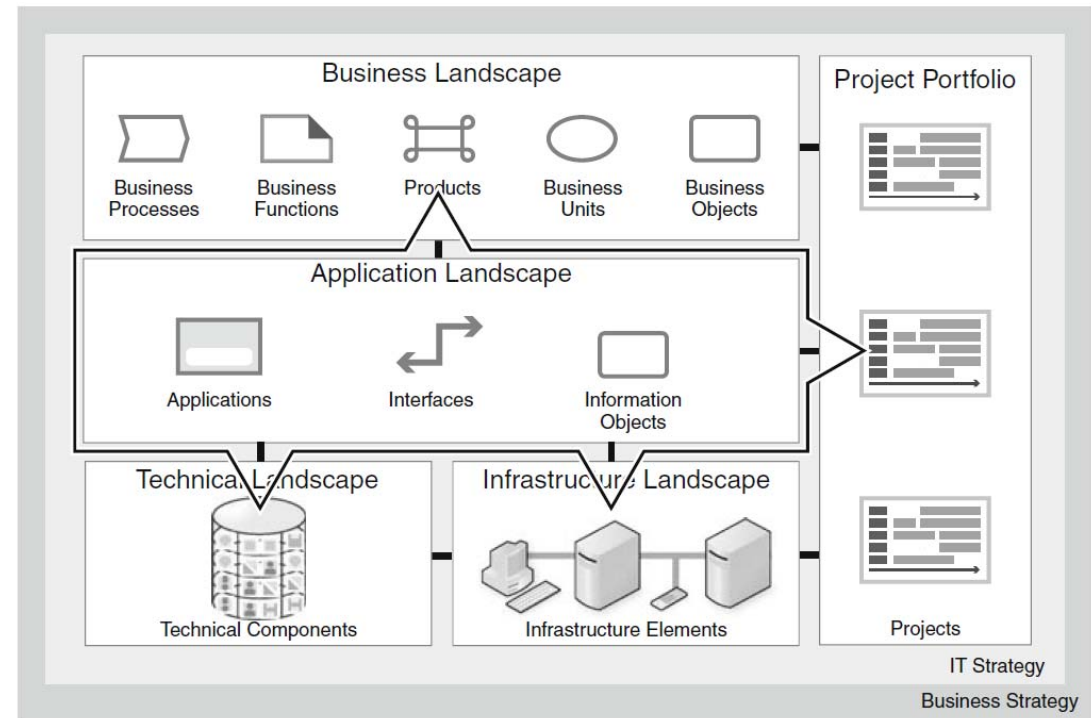 Business Landscape
Business
Processes
Business
Functions
Products
Business
Units
Business
Objects
Application Landscape
Applications
Interfaces
Information
Objects
Technical Landscape
Technical Components
Infrastructure Landscape
Infrastructure Elements
Project Portfolio
Projects
IT Strategy
Business Strategy